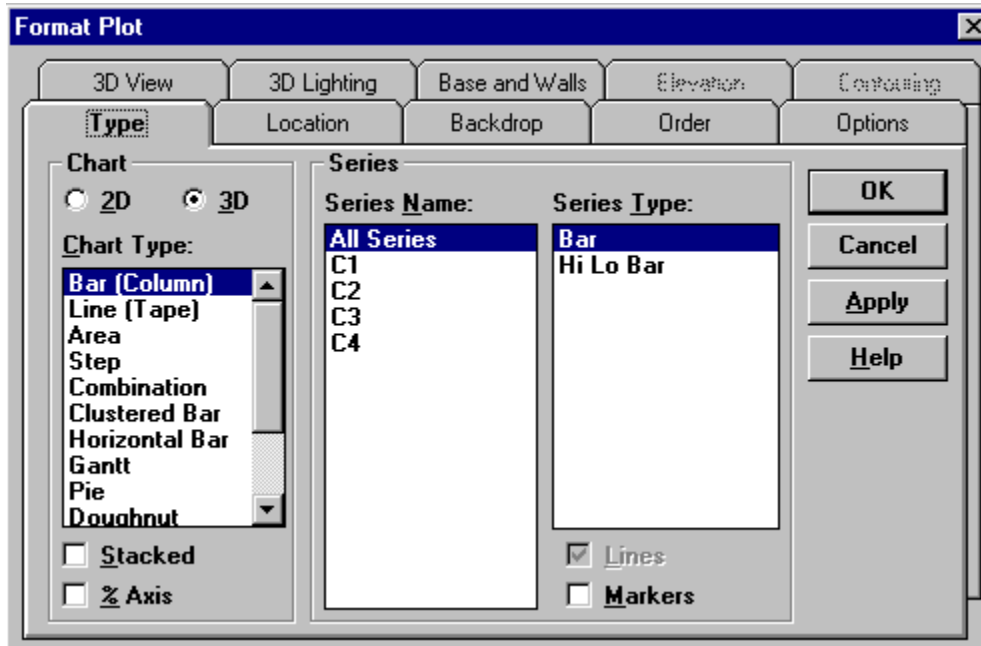 Format Plot
3D View 3D Lighting Base and Walls Elevation Contouring
Type Location Backdrop Order Options
Chart
2D 3D
Chart Type:
Bar (Column)
Line (Tape)
Area
Step
Combination
Clustered Bar
Horizontal Bar
Gantt
Pie
Doughnut
Stacked
% Axis
Series
Series Name:
All Series
C1
C2
C3
C4
Series Type:
Bar
Hi Lo Bar
Lines
Markers
OK
Cancel
Apply
Help